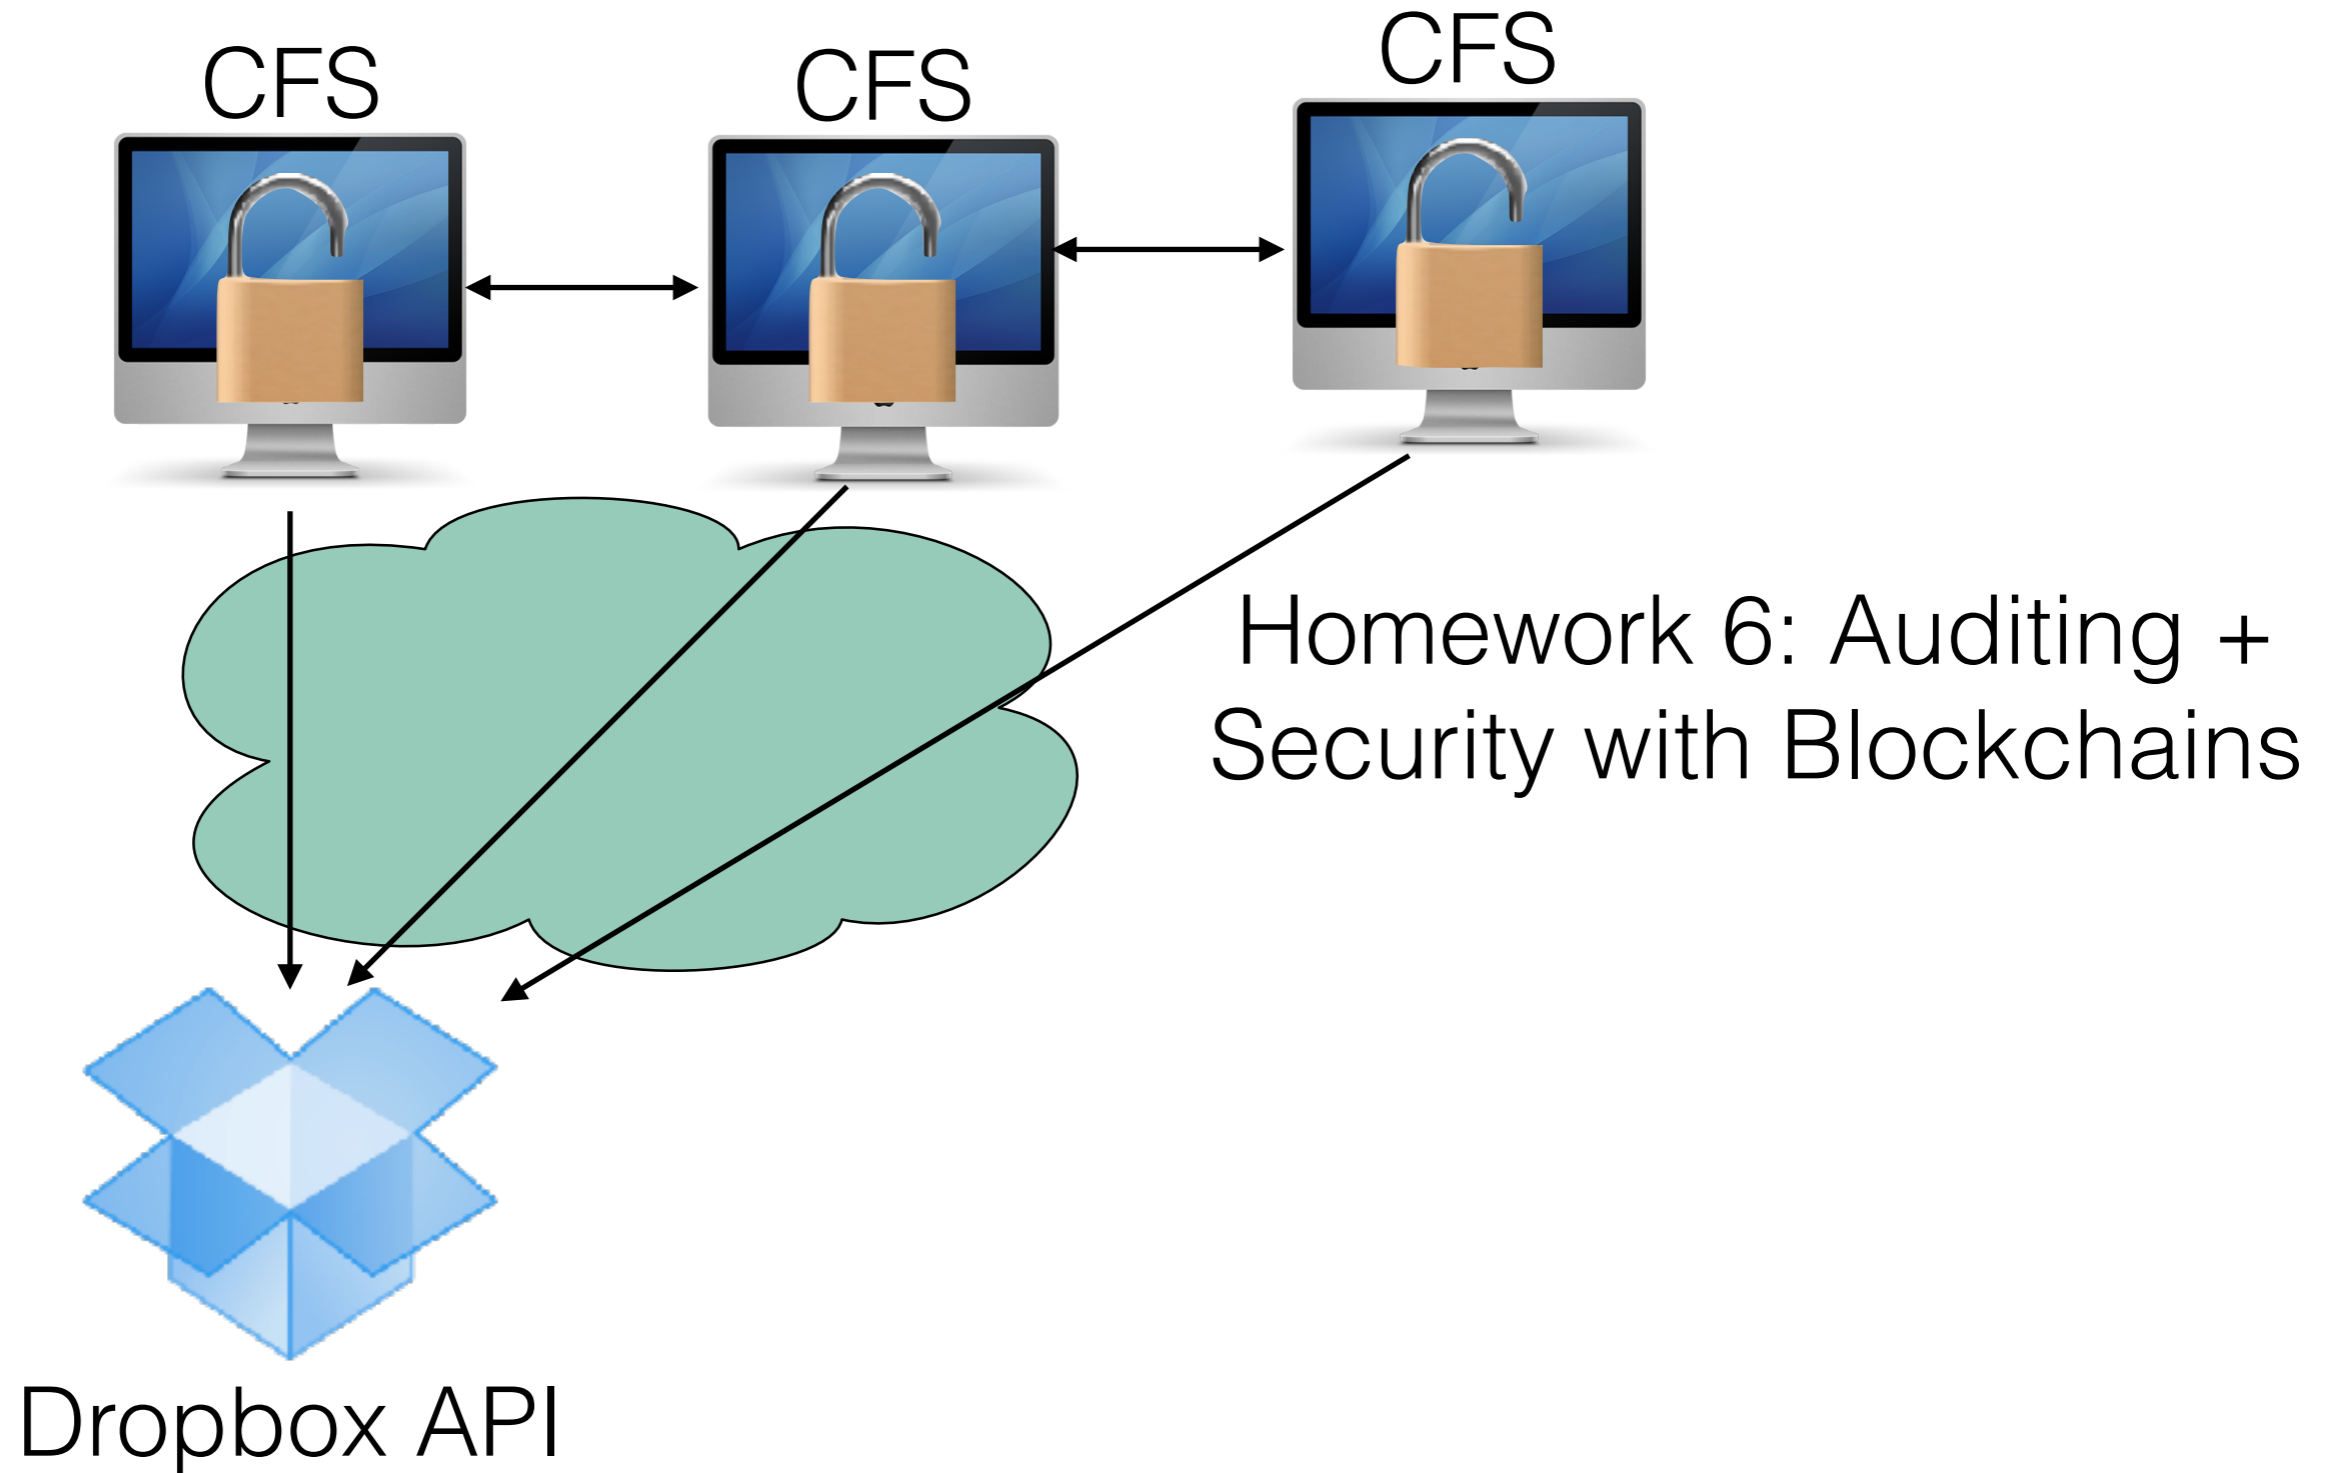 CFS
CFS
CFS
Homework 6: Auditing +
Security with Blockchains
Dropbox API